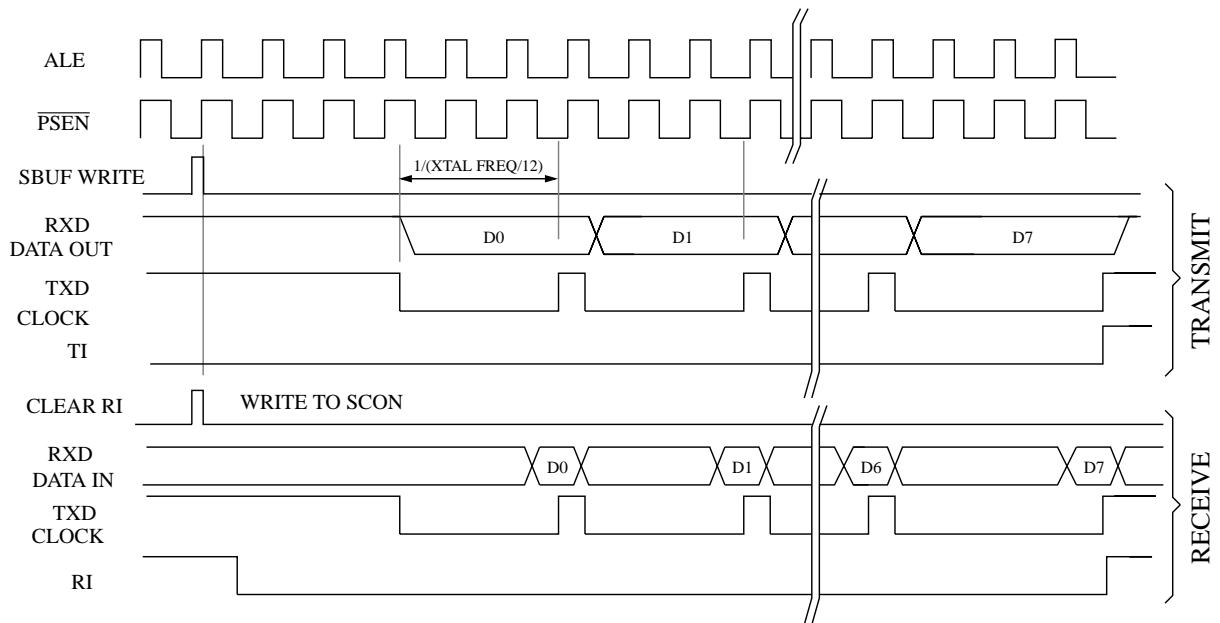 ALE
PSEN
1/(XTAL FREQ/12)
SBUF WRITE
RXD
DATA OUT
D0
D1
D7
TXD
CLOCK
TI
TRANSMIT
CLEAR RI
WRITE TO SCON
RXD
DATA IN
D0
D1
D6
D7
TXD
CLOCK
RI
RECEIVE